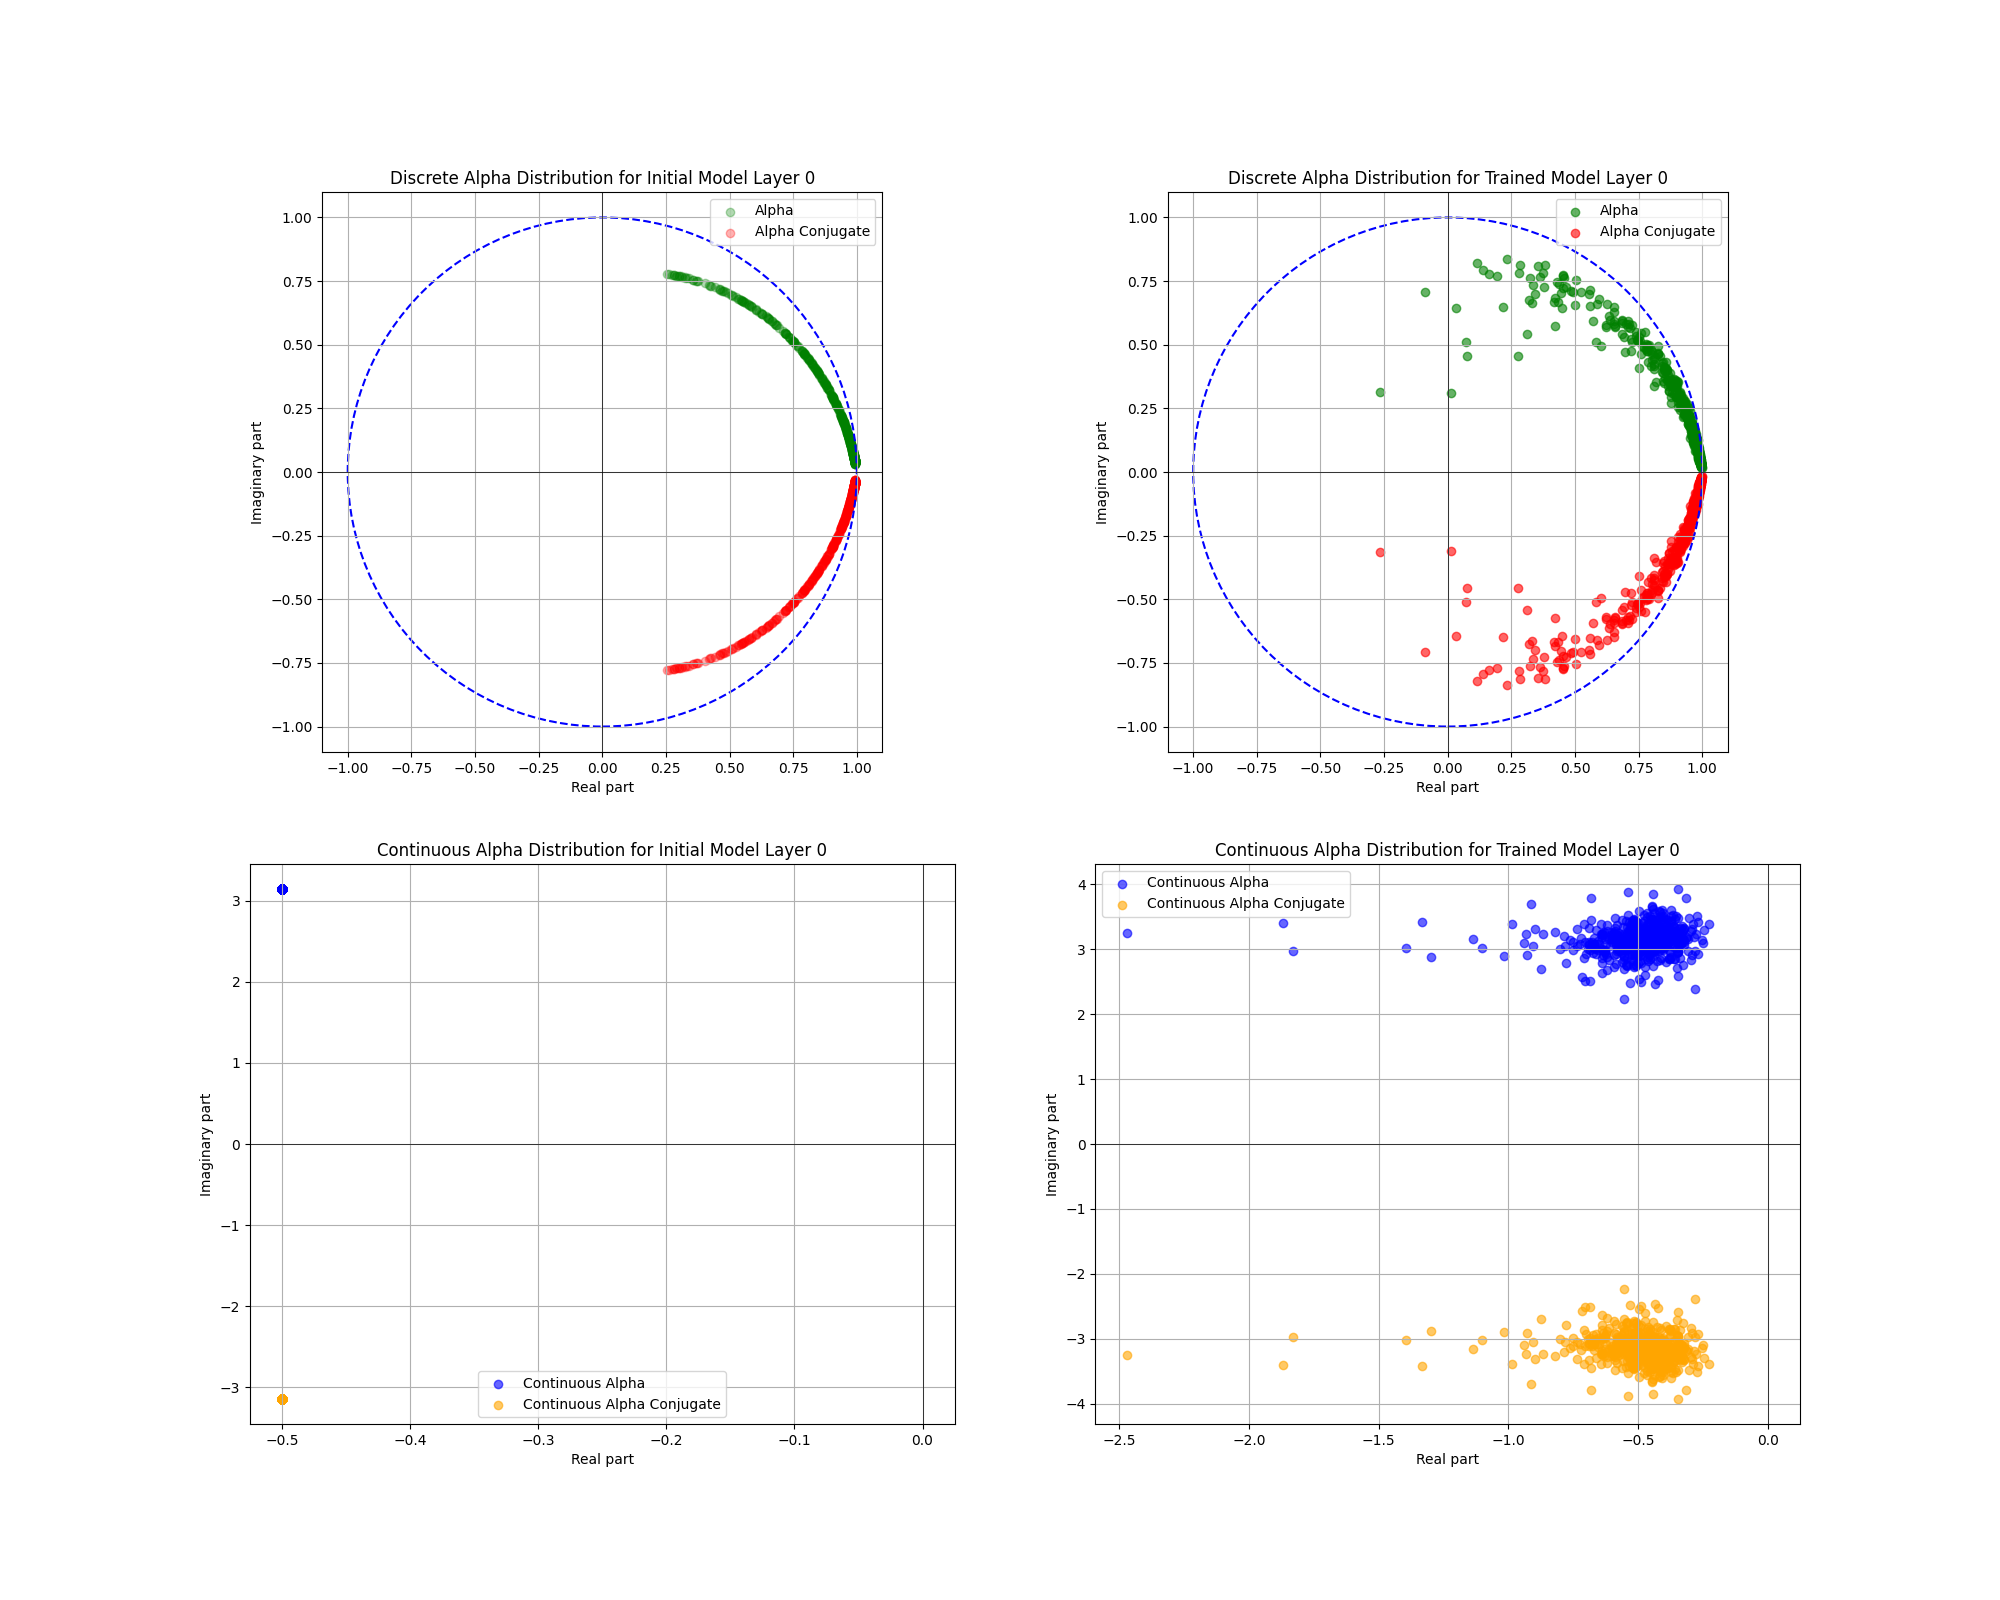 Discrete Alpha Distribution for Initial Model Layer 0
1.00
0.75
0.50
0.25
0.00
−0.25
−0.50
−0.75
−1.00
Imaginary part
Alpha
Alpha Conjugate
−1.00 −0.75 −0.50 −0.25 0.00 0.25 0.50 0.75 1.00
Real part
Discrete Alpha Distribution for Trained Model Layer 0
1.00
0.75
0.50
0.25
0.00
−0.25
−0.50
−0.75
−1.00
Imaginary part
Alpha
Alpha Conjugate
−1.00 −0.75 −0.50 −0.25 0.00 0.25 0.50 0.75 1.00
Real part
Continuous Alpha Distribution for Initial Model Layer 0
3
2
1
0
−1
−2
−3
Imaginary part
Continuous Alpha
Continuous Alpha Conjugate
−0.5 −0.4 −0.3 −0.2 −0.1 0.0
Real part
Continuous Alpha Distribution for Trained Model Layer 0
4
3
2
1
0
−1
−2
−3
−4
Imaginary part
Continuous Alpha
Continuous Alpha Conjugate
−2.5 −2.0 −1.5 −1.0 −0.5 0.0
Real part